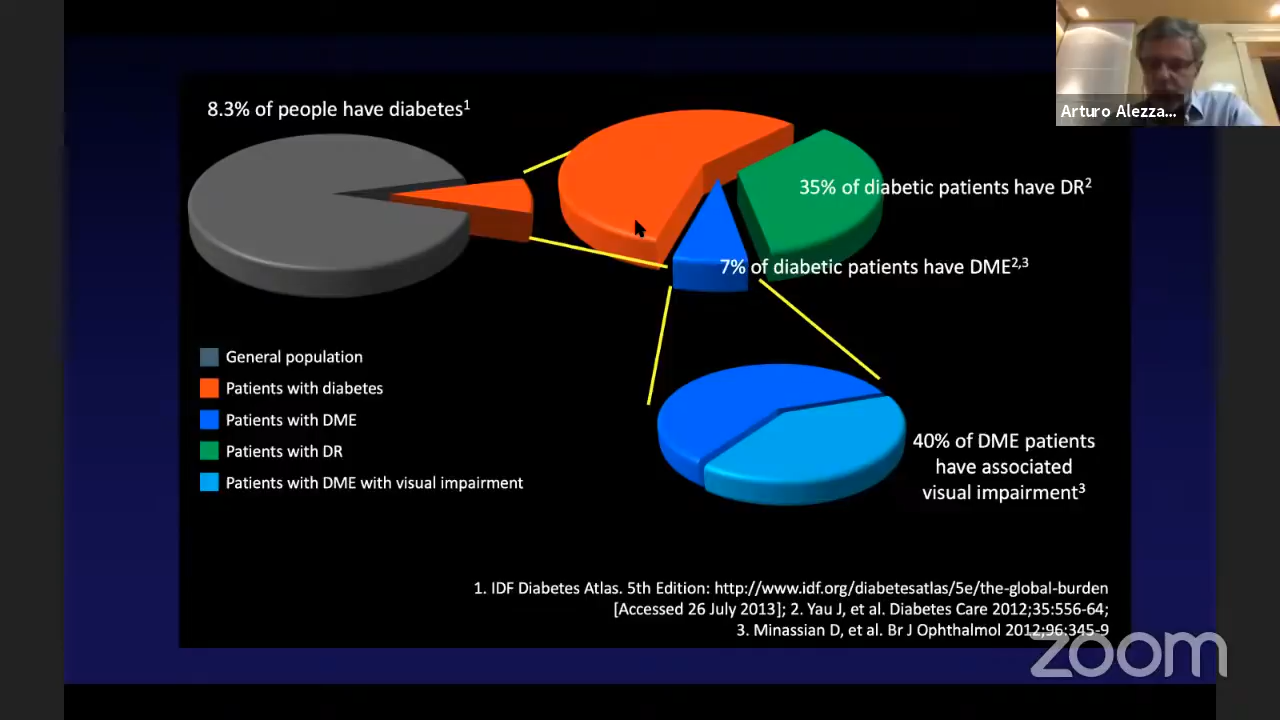 8.3% of people have diabetes¹
Arturo Alezza...
35% of diabetic patients have DR²
7% of diabetic patients have DME²,³
General population
Patients with diabetes
Patients with DME
Patients with DR
Patients with DME with visual impairment
40% of DME patients
have associated
visual impairment³
1. IDF Diabetes Atlas. 5th Edition: http://www.idf.org/diabetesatlas/5e/the-global-burden
[Accessed 26 July 2013]; 2. Yau J, et al. Diabetes Care 2012;35:556-64;
3. Minassian D, et al. Br J Ophthalmol 2012;96:345-9
zoom